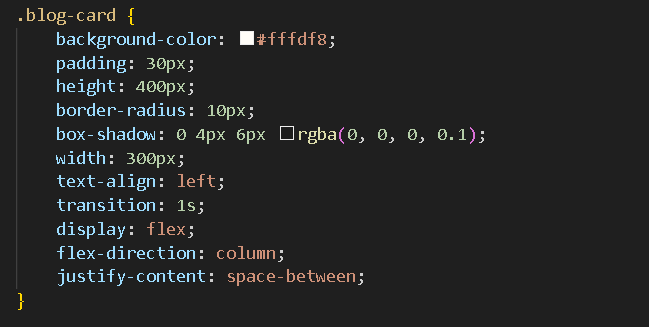 .blog-card {
    background-color: #fffdf8;
    padding: 30px;
    height: 400px;
    border-radius: 10px;
    box-shadow: 0 4px 6px rgba(0, 0, 0, 0.1);
    width: 300px;
    text-align: left;
    transition: 1s;
    display: flex;
    flex-direction: column;
    justify-content: space-between;
}